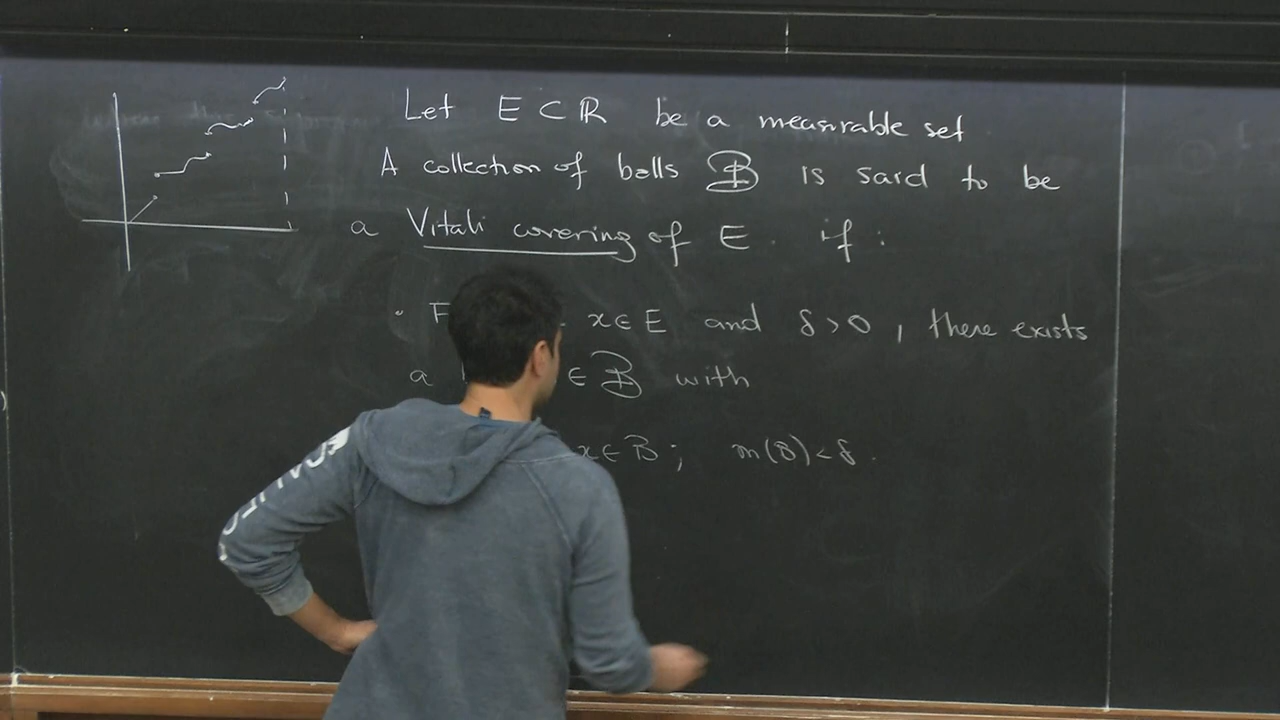 Let E ⊂ ℝ be a measurable set
A collection of balls 𝔹 is said to be
a Vitali covering of E. if :
• x ∈ E and δ > 0 , there exists
a ∈ 𝔹 with
x ∈ B ; m(B) < δ .